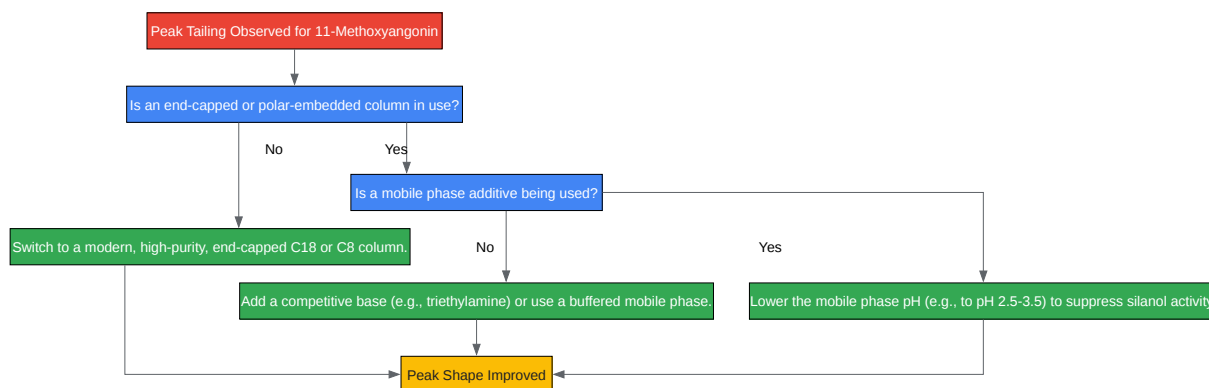 Peak Tailing Observed for 11-Methoxyangonin
Is an end-capped or polar-embedded column in use?
No
Yes
Is a mobile phase additive being used?
Switch to a modern, high-purity, end-capped C18 or C8 column.
No
Yes
Add a competitive base (e.g., triethylamine) or use a buffered mobile phase.
Lower the mobile phase pH (e.g., to pH 2.5-3.5) to suppress silanol activity
Peak Shape Improved